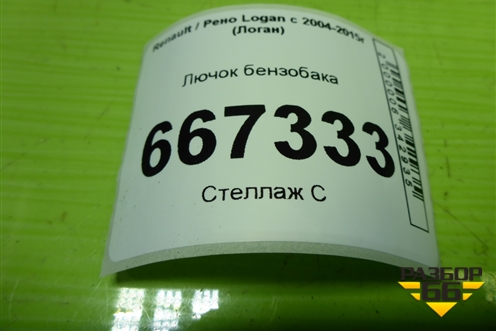 Renault / Рено Logan с 2004-2015г
(Логан)
Лючок бензобака
667333
Стеллаж С
РАЗБОР
66